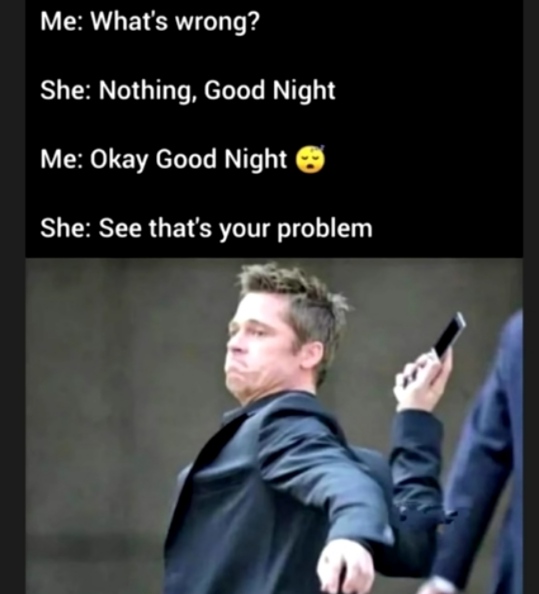 Me: What's wrong?
She: Nothing, Good Night
Me: Okay Good Night 😴
She: See that's your problem